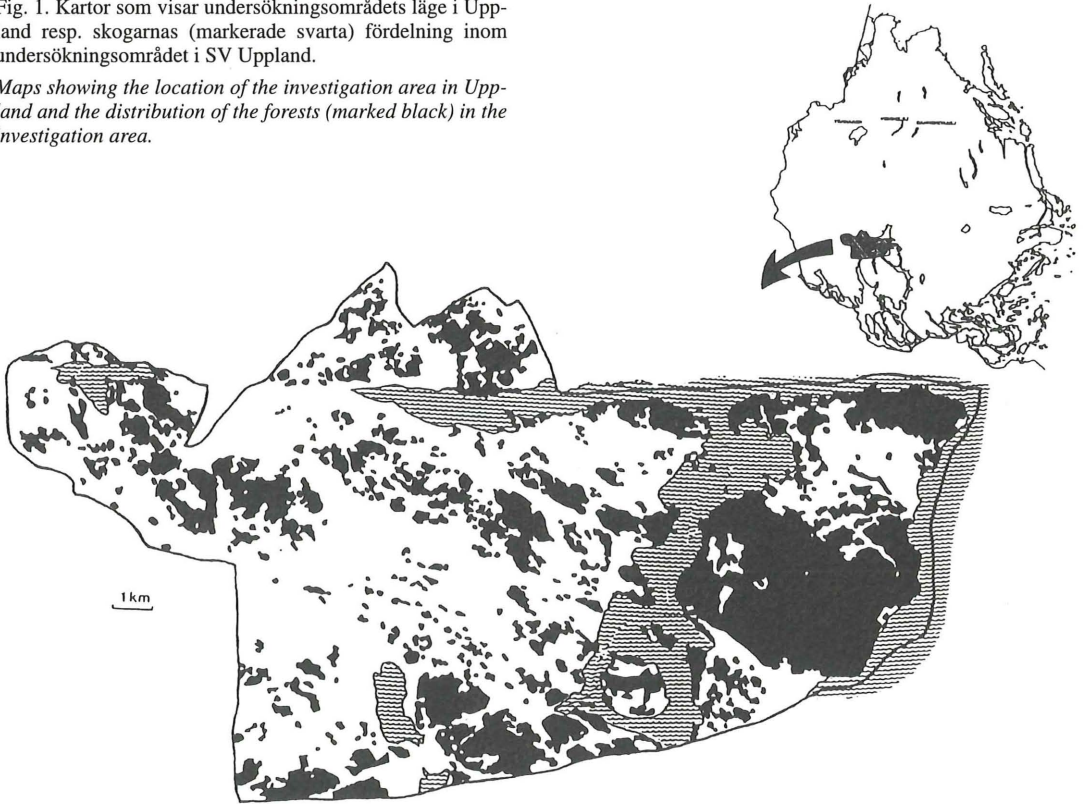 Fig. 1. Kartor som visar undersökningsområdets läge i Upp-
land resp. skogarnas (markerade svarta) fördelning inom
undersökningsområdet i SV Uppland.
Maps showing the location of the investigation area in Upp-
land and the distribution of the forests (marked black) in the
investigation area.
1 km